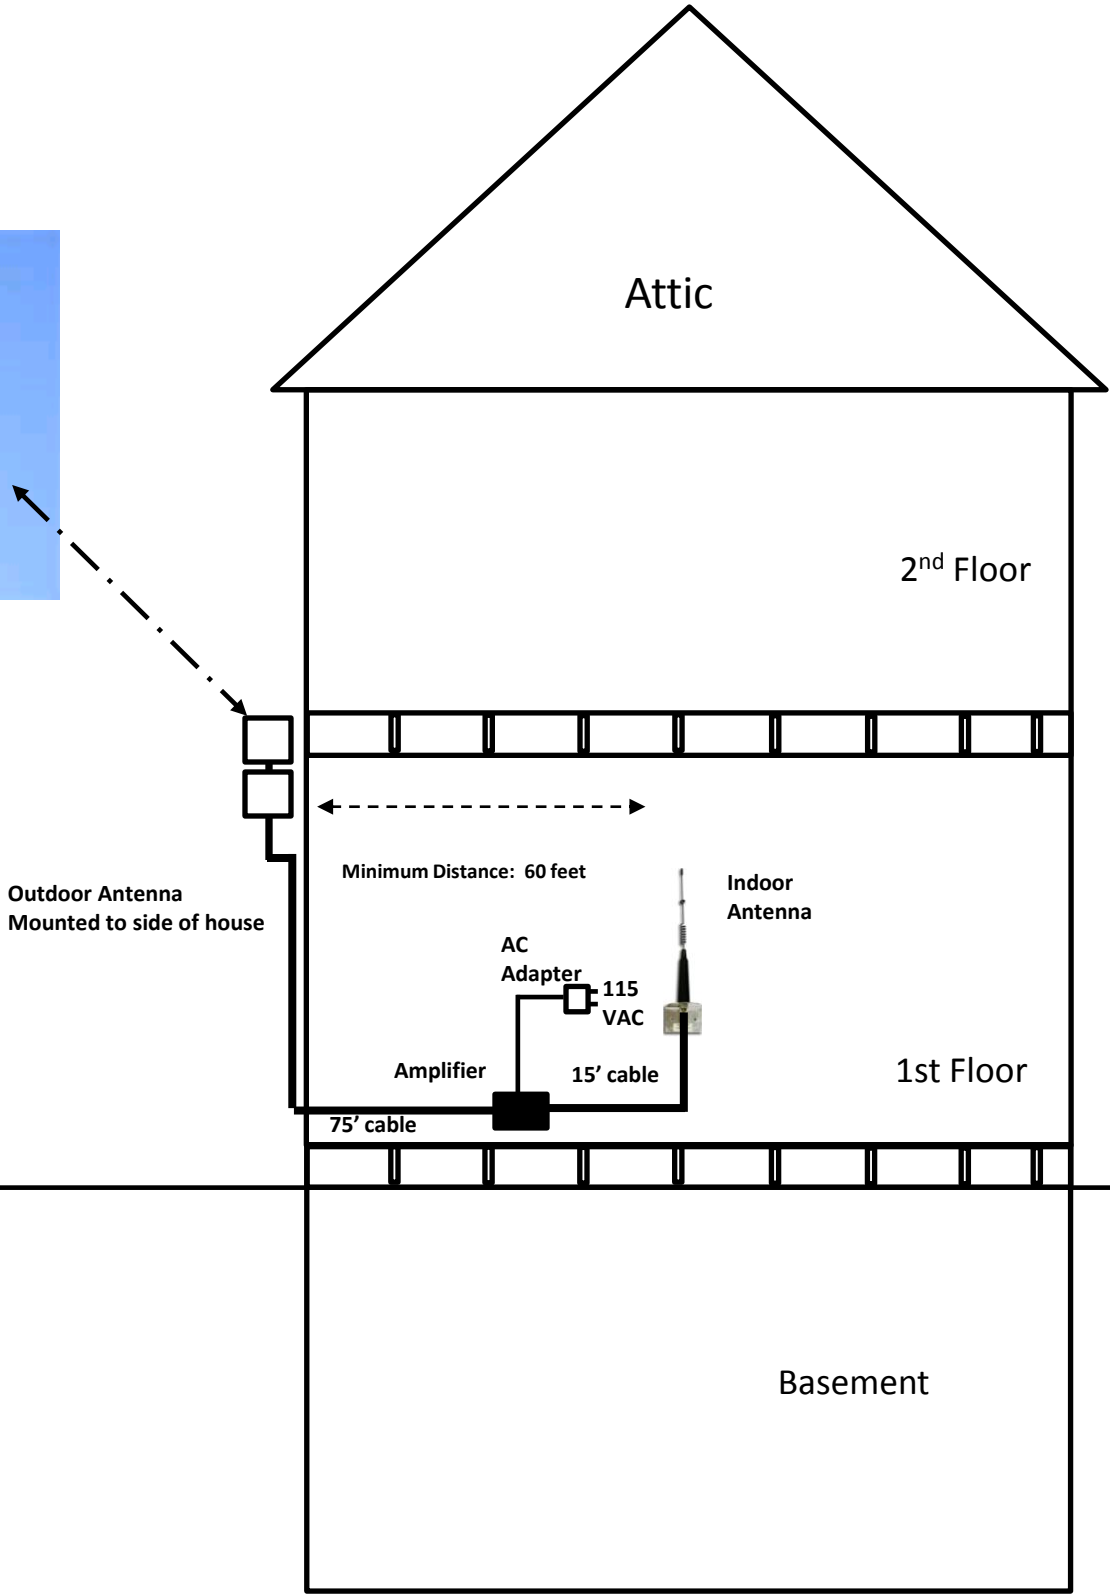 Attic
2nd Floor
Minimum Distance: 60 feet
Outdoor Antenna
Mounted to side of house
Indoor
Antenna
AC
Adapter
115
VAC
Amplifier
15’ cable
1st Floor
75’ cable
Basement